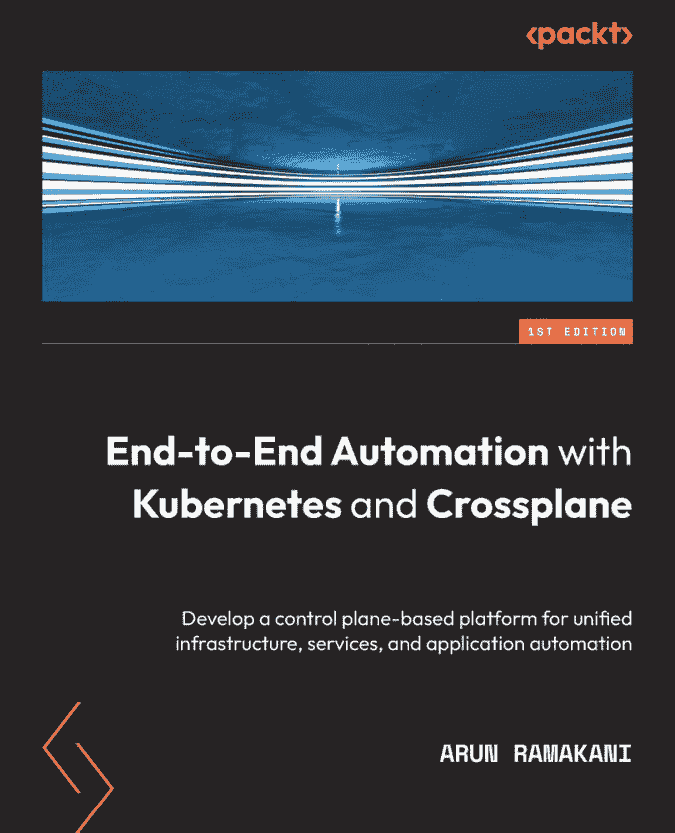 <packt>
1ST EDITION
End-to-End Automation with
Kubernetes and Crossplane
Develop a control plane-based platform for unified
infrastructure, services, and application automation
ARUN RAMAKANI